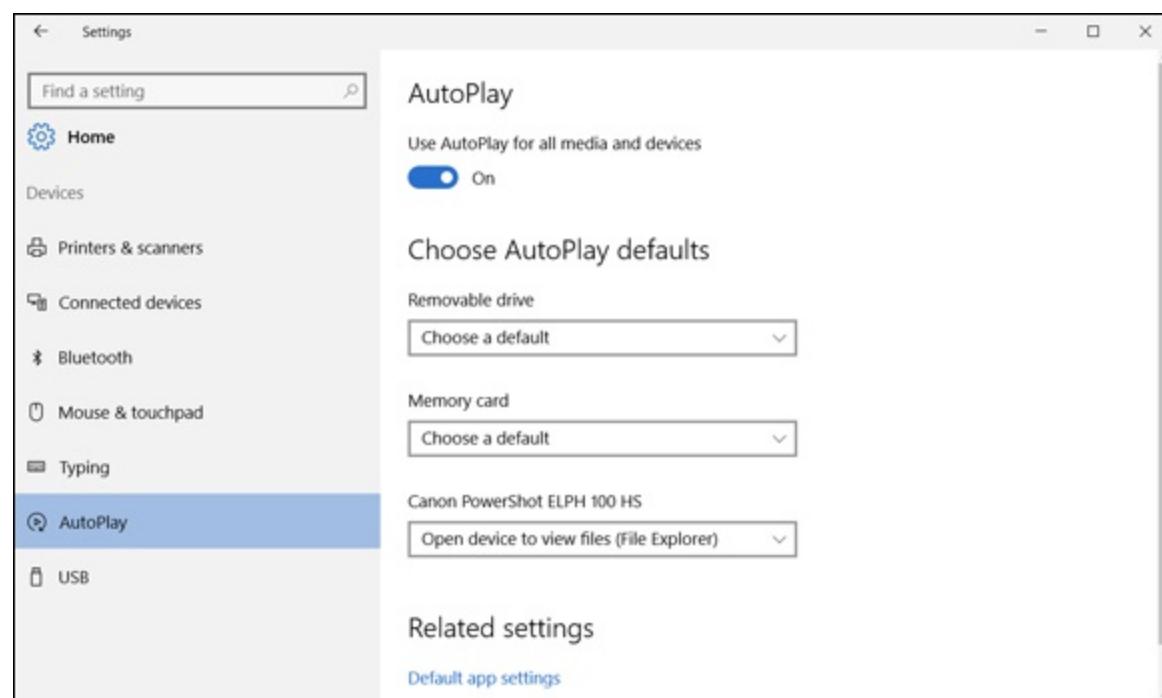 Settings
Find a setting
Home
Devices
Printers & scanners
Connected devices
Bluetooth
Mouse & touchpad
Typing
AutoPlay
USB
AutoPlay
Use AutoPlay for all media and devices
On
Choose AutoPlay defaults
Removable drive
Choose a default
Memory card
Choose a default
Canon PowerShot ELPH 100 HS
Open device to view files (File Explorer)
Related settings
Default app settings